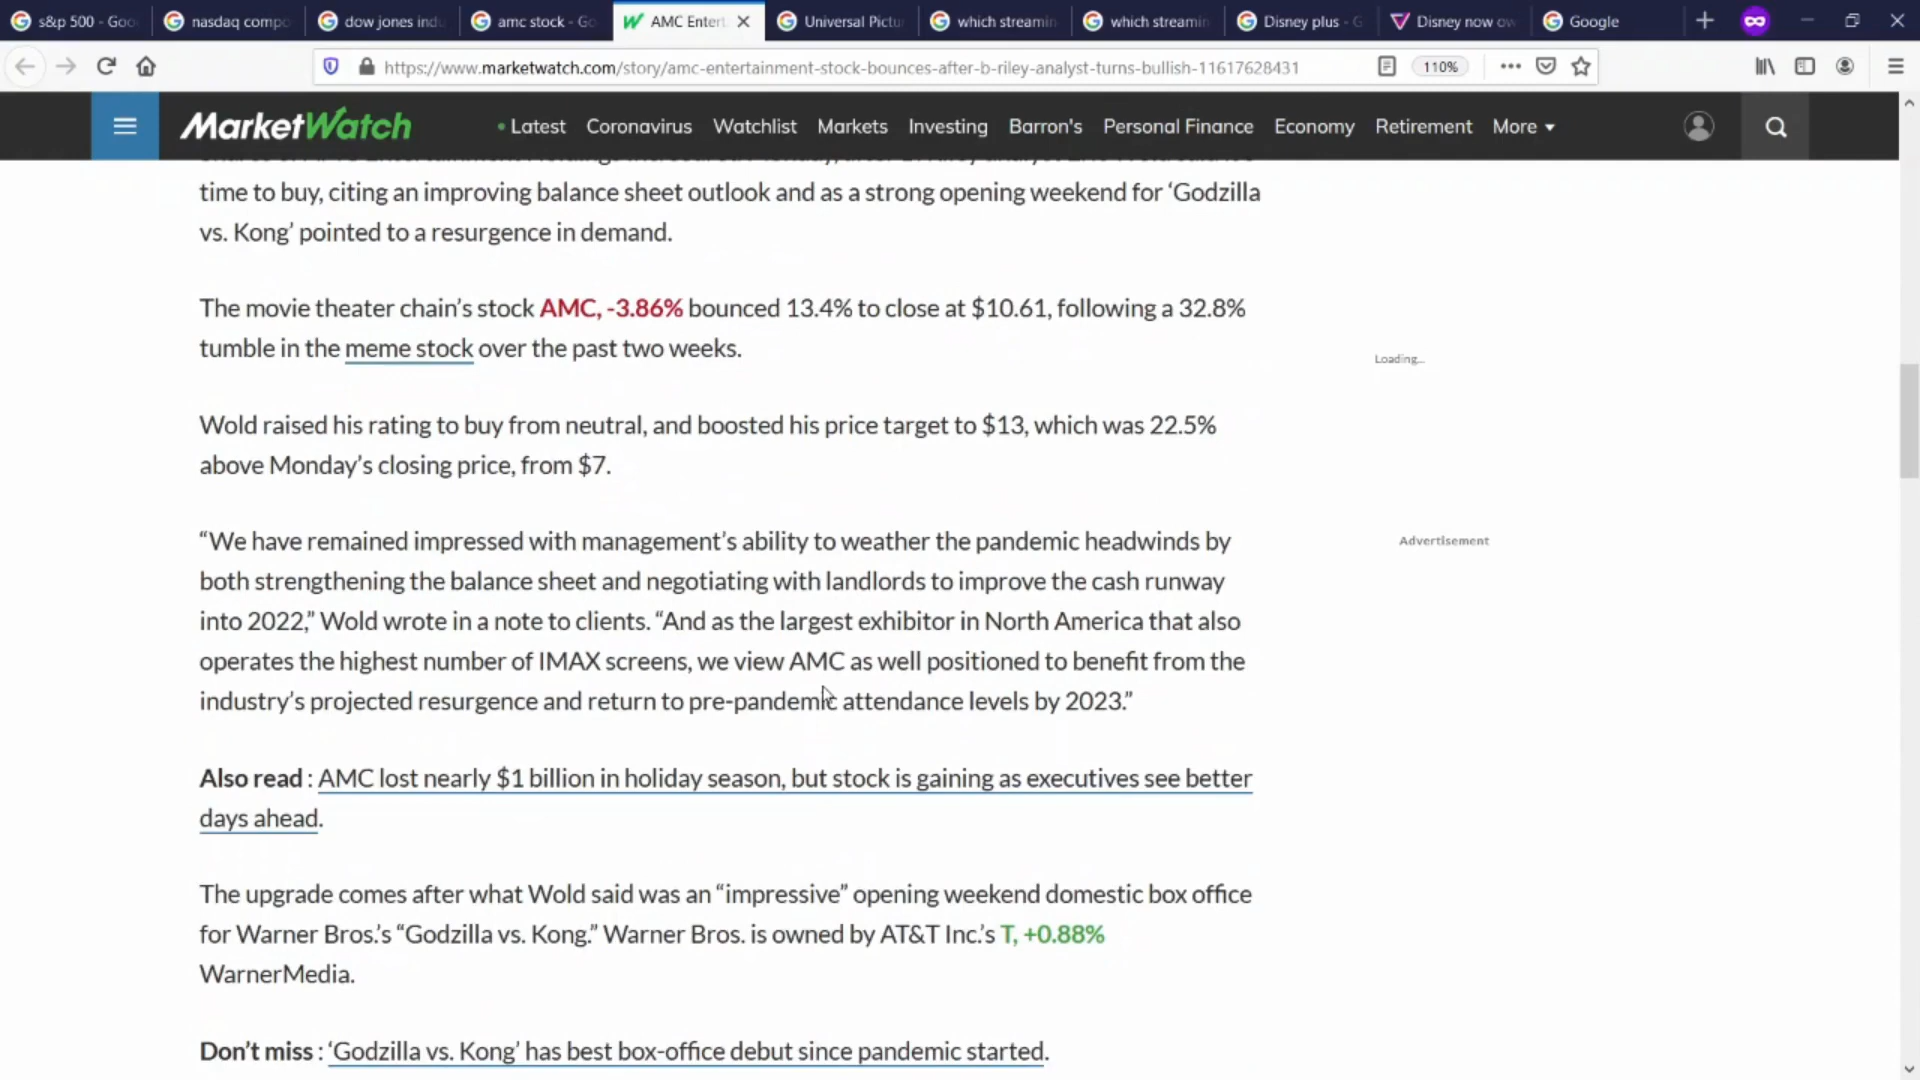 s&p 500 - Goo
nasdaq compo
dow jones indu
amc stock - Go
AMC Entert
Universal Pictu
which streamin
which streamin
Disney plus - G
Disney now ow
Google
https://www.marketwatch.com/story/amc-entertainment-stock-bounces-after-b-riley-analyst-turns-bullish-11617628431
110%
MarketWatch
• Latest Coronavirus Watchlist Markets Investing Barron's Personal Finance Economy Retirement More
time to buy, citing an improving balance sheet outlook and as a strong opening weekend for ‘Godzilla
vs. Kong’ pointed to a resurgence in demand.
The movie theater chain’s stock AMC, -3.86% bounced 13.4% to close at $10.61, following a 32.8%
tumble in the meme stock over the past two weeks.
Loading...
Wold raised his rating to buy from neutral, and boosted his price target to $13, which was 22.5%
above Monday’s closing price, from $7.
“We have remained impressed with management’s ability to weather the pandemic headwinds by
both strengthening the balance sheet and negotiating with landlords to improve the cash runway
into 2022,” Wold wrote in a note to clients. “And as the largest exhibitor in North America that also
operates the highest number of IMAX screens, we view AMC as well positioned to benefit from the
industry’s projected resurgence and return to pre-pandemic attendance levels by 2023.”
Advertisement
Also read : AMC lost nearly $1 billion in holiday season, but stock is gaining as executives see better
days ahead.
The upgrade comes after what Wold said was an “impressive” opening weekend domestic box office
for Warner Bros.’s “Godzilla vs. Kong.” Warner Bros. is owned by AT&T Inc.’s T, +0.88%
WarnerMedia.
Don’t miss : ‘Godzilla vs. Kong’ has best box-office debut since pandemic started.